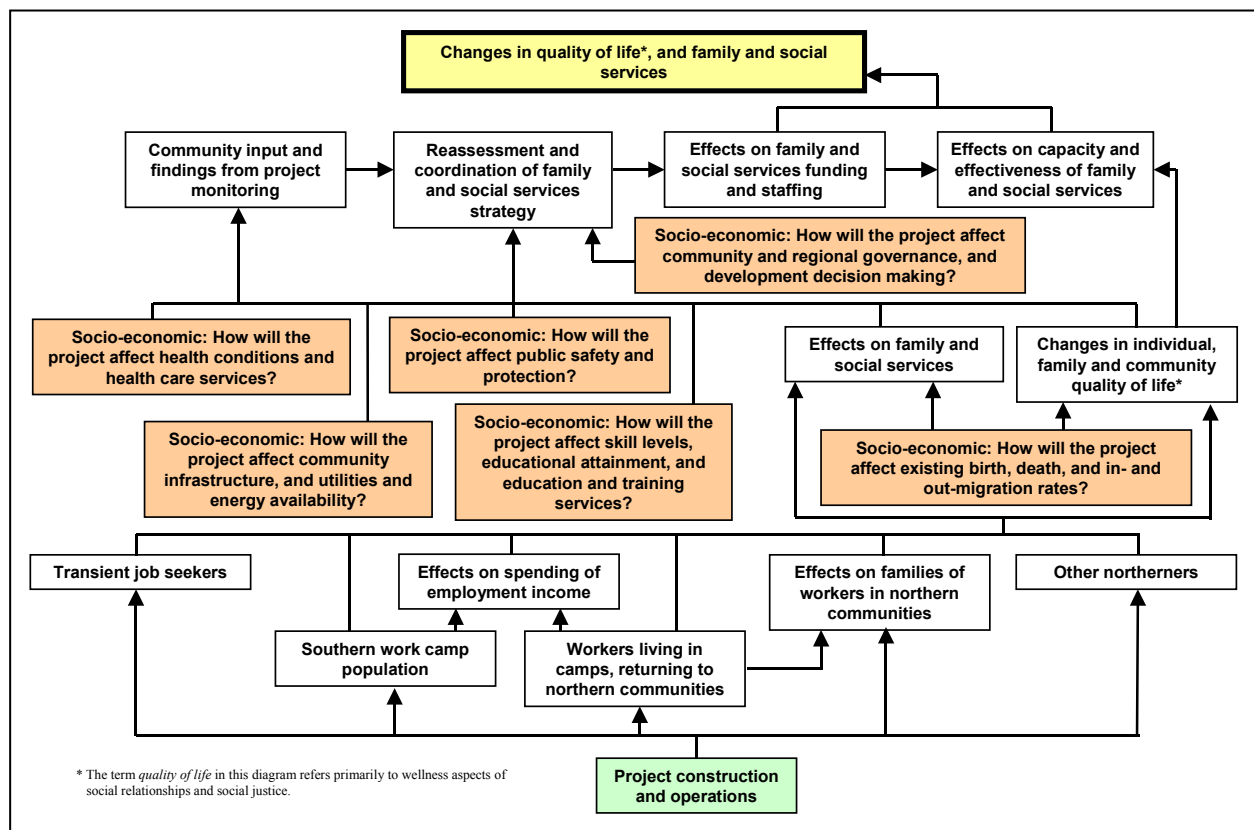 Changes in quality of life*, and family and social
services
Community input and
findings from project
monitoring
Reassessment and
coordination of family
and social services
strategy
Effects on family and
social services funding
and staffing
Effects on capacity and
effectiveness of family
and social services
Socio-economic: How will the project affect
community and regional governance, and
development decision making?
Socio-economic: How will the
project affect health conditions and
health care services?
Socio-economic: How will the
project affect public safety and
protection?
Effects on family and
social services
Changes in individual,
family and community
quality of life*
Socio-economic: How will the
project affect community
infrastructure, and utilities and
energy availability?
Socio-economic: How will the
project affect skill levels,
educational attainment, and
education and training
services?
Socio-economic: How will the project
affect existing birth, death, and in- and
out-migration rates?
Transient job seekers
Effects on spending of
employment income
Effects on families of
workers in northern
communities
Other northerners
Southern work camp
population
Workers living in
camps, returning to
northern communities
* The term quality of life in this diagram refers primarily to wellness aspects of
social relationships and social justice.
Project construction
and operations